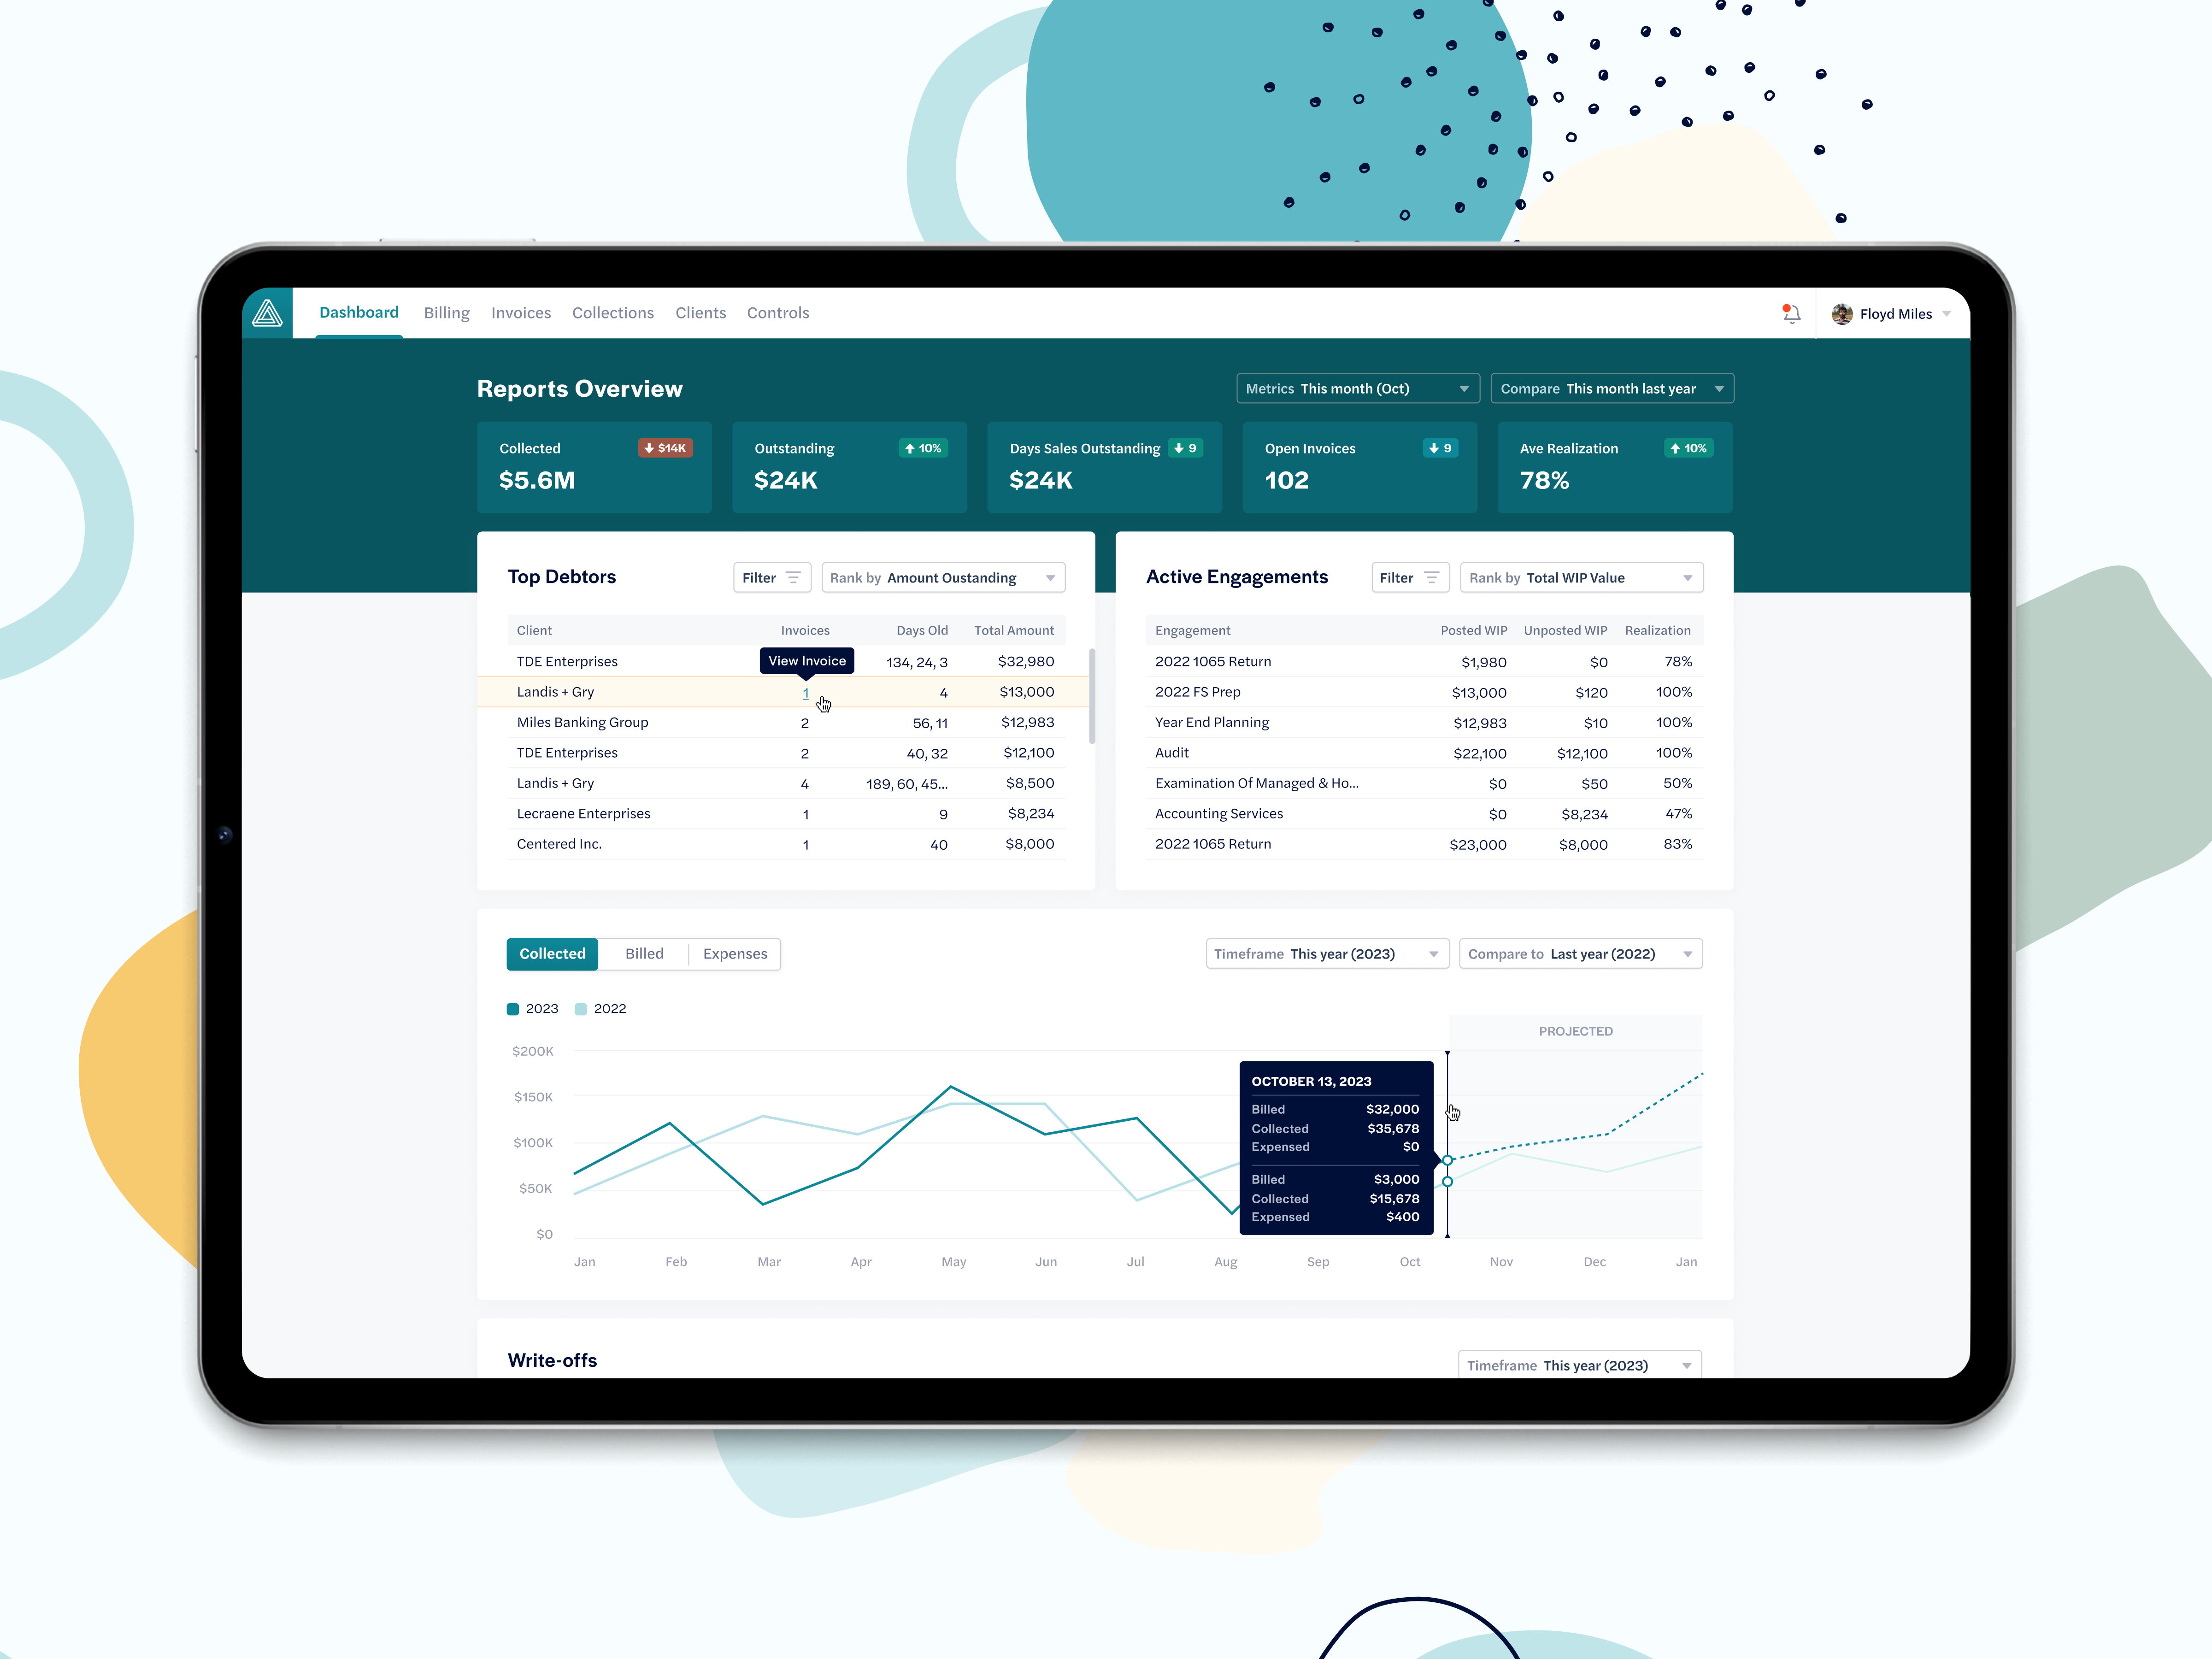 Dashboard Billing Invoices Collections Clients Controls Floyd Miles
Reports Overview Metrics This month (Oct) Compare This month last year
Collected $14K Outstanding 10% Days Sales Outstanding 9 Open Invoices 9 Ave Realization 10%
$5.6M $24K $24K 102 78%
Top Debtors Filter Rank by Amount Oustanding
Client Invoices Days Old Total Amount
TDE Enterprises View Invoice 134, 24, 3 $32,980
Landis + Gry 1 4 $13,000
Miles Banking Group 2 56, 11 $12,983
TDE Enterprises 2 40, 32 $12,100
Landis + Gry 4 189, 60, 45... $8,500
Lecraene Enterprises 1 9 $8,234
Centered Inc. 1 40 $8,000
Active Engagements Filter Rank by Total WIP Value
Engagement Posted WIP Unposted WIP Realization
2022 1065 Return $1,980 $0 78%
2022 FS Prep $13,000 $120 100%
Year End Planning $12,983 $10 100%
Audit $22,100 $12,100 100%
Examination Of Managed & Ho... $0 $50 50%
Accounting Services $0 $8,234 47%
2022 1065 Return $23,000 $8,000 83%
Collected Billed Expenses Timeframe This year (2023) Compare to Last year (2022)
2023 2022
PROJECTED
$200K
$150K
$100K
$50K
$0
OCTOBER 13, 2023
Billed $32,000
Collected $35,678
Expensed $0
Billed $3,000
Collected $15,678
Expensed $400
Jan Feb Mar Apr May Jun Jul Aug Sep Oct Nov Dec Jan
Write-offs Timeframe This year (2023)